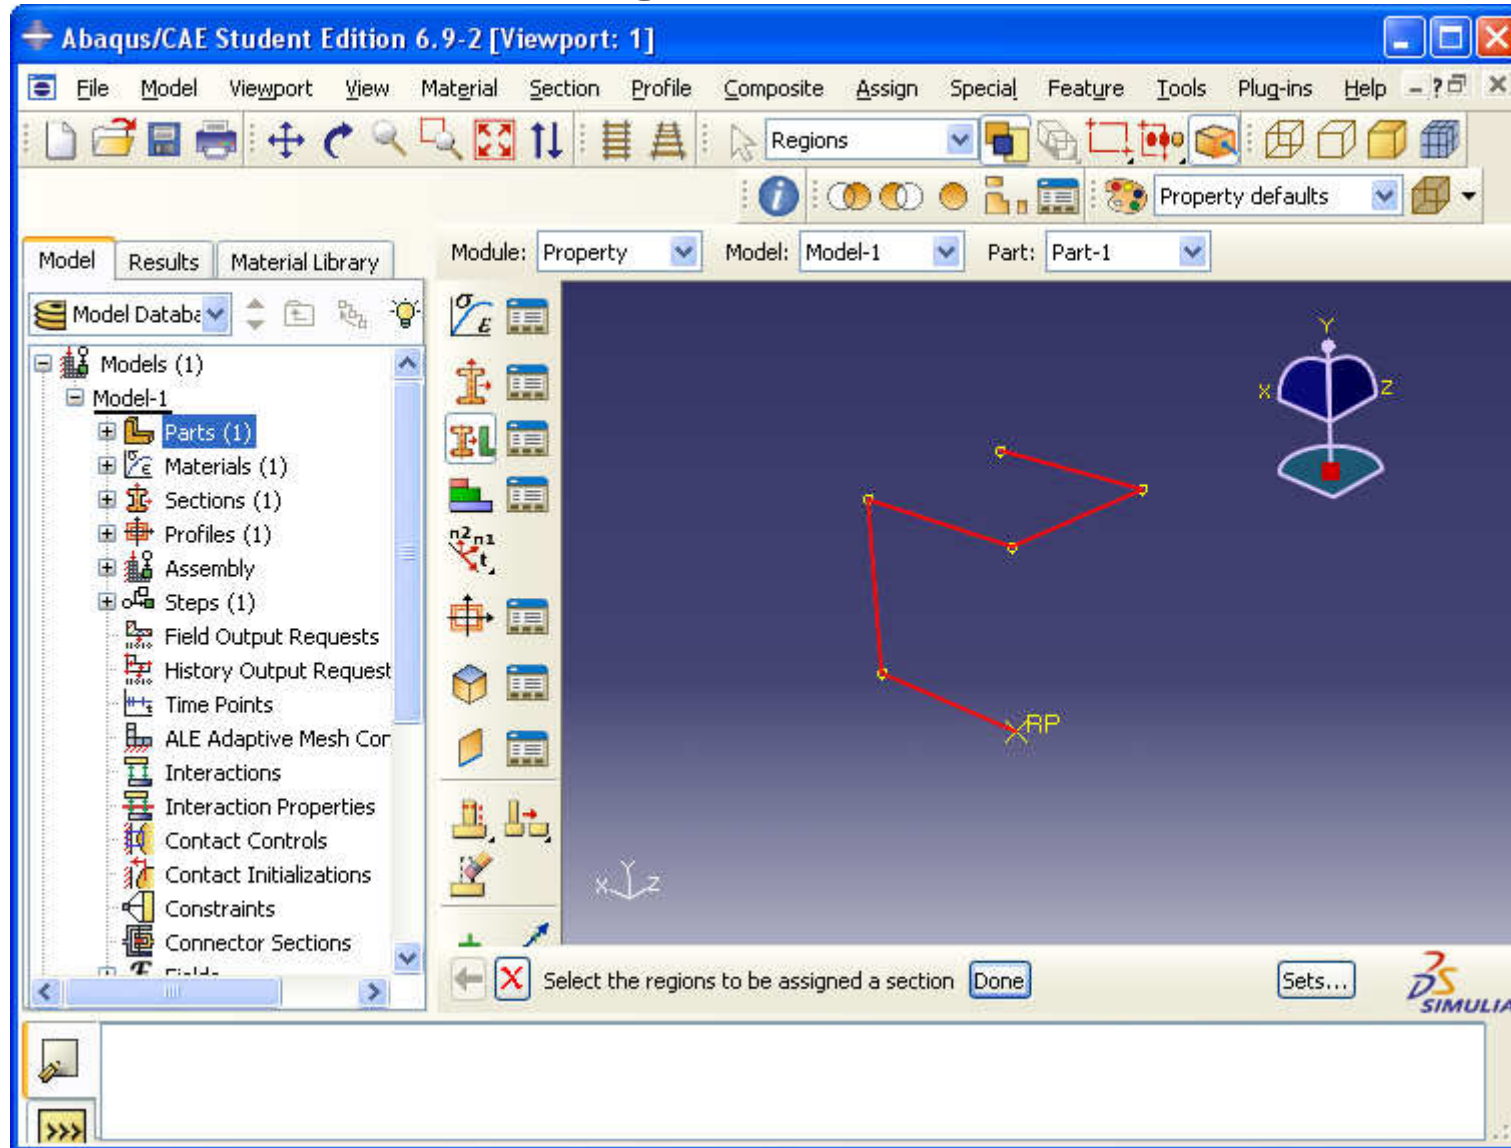 Abaqus/CAE Student Edition 6.9-2 [Viewport: 1]
File Model Viewport View Material Section Profile Composite Assign Special Feature Tools Plug-ins Help
Regions
Property defaults
Model Results Material Library
Module: Property Model: Model-1 Part: Part-1
Model Databa
Models (1)
Model-1
Parts (1)
Materials (1)
Sections (1)
Profiles (1)
Assembly
Steps (1)
Field Output Requests
History Output Request
Time Points
ALE Adaptive Mesh Cor
Interactions
Interaction Properties
Contact Controls
Contact Initializations
Constraints
Connector Sections
σ ε
n2 n1
t
Y
X Z
RP
Y
X Z
Select the regions to be assigned a section Done Sets...
SIMULIA
>>>